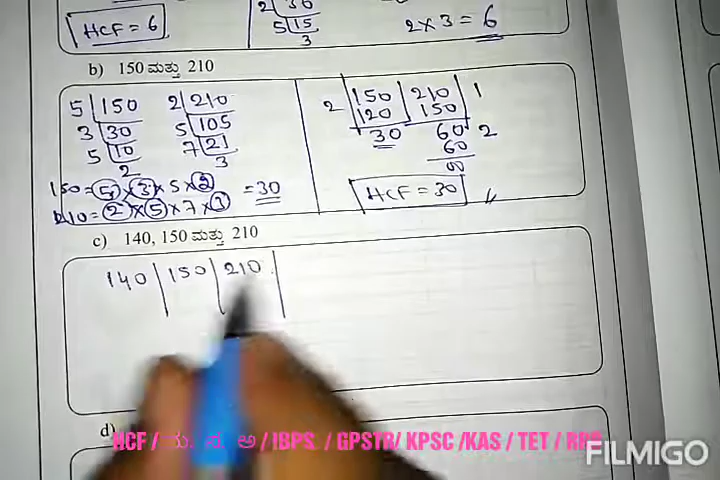 HCF = 6
2 36
5 15
3
2 × 3 = 6
b) 150 ಮತ್ತು 210
5 150
3 30
5 10
2
2 210
5 105
7 21
3
150 = 5 × 3 × 5 × 2
210 = 2 × 5 × 7 × 3
= 30
2 150 210 1
120 150
30 60 2
60
00
HCF = 30
c) 140, 150 ಮತ್ತು 210
140 150 210
d)
HCF / ಮ. ಸ. ಅ / IBPS. / GPSTR/ KPSC /KAS / TET / RRB
FILMIGO